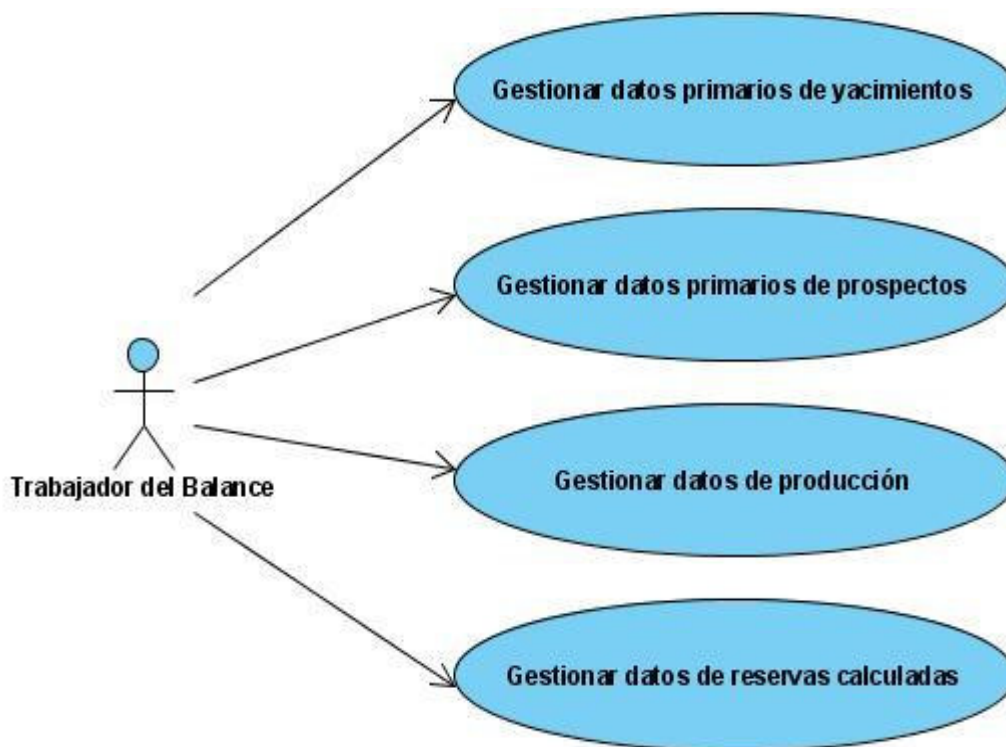 Gestionar datos primarios de yacimientos
Gestionar datos primarios de prospectos
Gestionar datos de producción
Trabajador del Balance
Gestionar datos de reservas calculadas